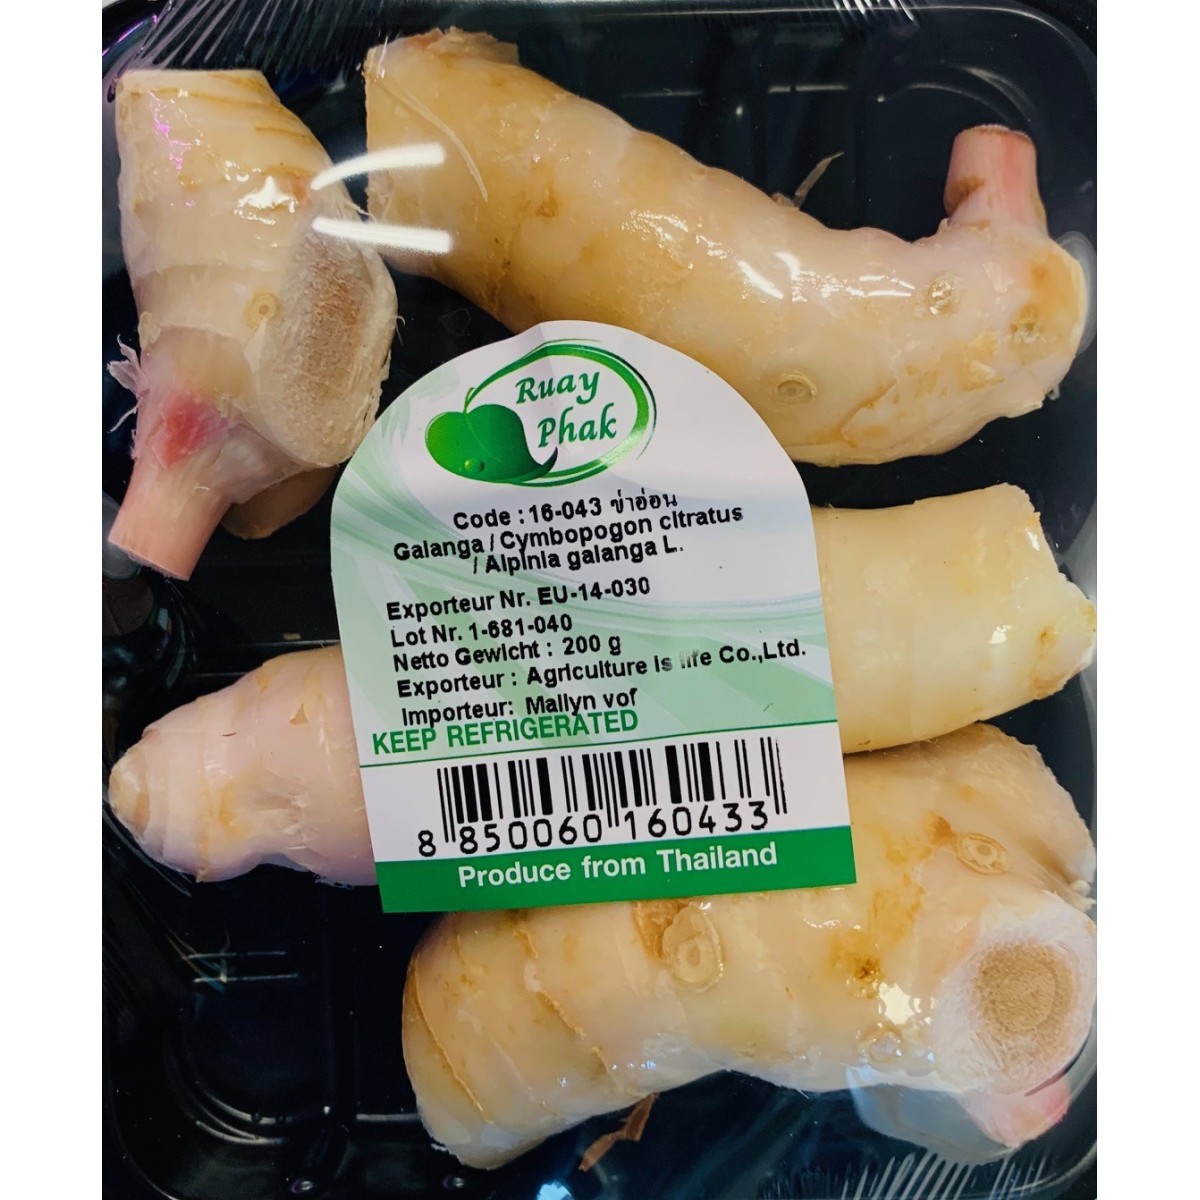 Ruay
Phak
Code : 16-043 ข่าอ่อน
Galanga / Cymbopogon citratus
/ Alpinia galanga L.
Exporteur Nr. EU-14-030
Lot Nr. 1-681-040
Netto Gewicht : 200 g
Exporteur : Agriculture is life Co.,Ltd.
Importeur: Mailyn vof
KEEP REFRIGERATED
8 850060 160433
Produce from Thailand